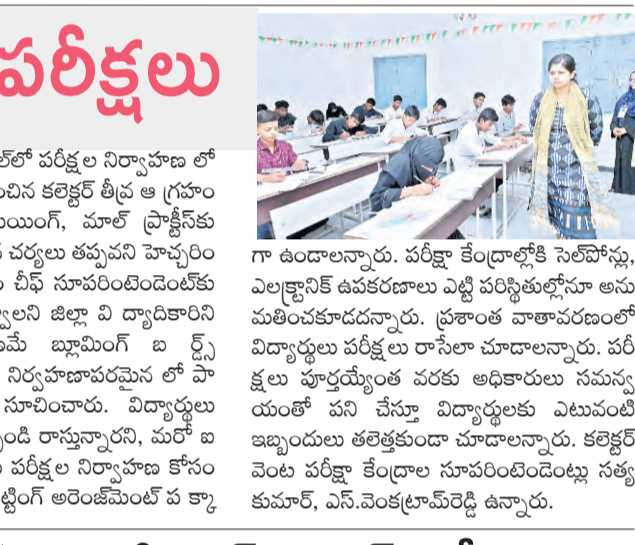 పరీక్షలు
ల్‌లో పరీక్షల నిర్వాహణ లో
ంచిన కలెక్టర్ తీవ్ర ఆ గ్రహం
యింగ్, మాల్ ప్రాక్టీస్‌కు
చర్యలు తప్పవని హెచ్చరిం
చీఫ్ సూపరింటెండెంట్‌కు
వ్వాలని జిల్లా వి ద్యాధికారిని
ణమే బ్లూమింగ్ బ ర్డ్స్
నిర్వహణాపరమైన లో పా
సూచించారు. విద్యార్థులు
ండి రాస్తున్నారని, మరో ఐ
పరీక్షల నిర్వాహణ కోసం
ట్టింగ్ అరెంజ్‌మెంట్ ప క్కా
గా ఉండాలన్నారు. పరీక్షా కేంద్రాల్లోకి సెల్‌పోన్లు,
ఎలక్ట్రానిక్ ఉపకరణాలు ఎట్టి పరిస్థితుల్లోనూ అను
మతించకూడదన్నారు. ప్రశాంత వాతావరణంలో
విద్యార్థులు పరీక్షలు రాసేలా చూడాలన్నారు. పరీ
క్షలు పూర్తయ్యేంత వరకు అధికారులు సమన్వ
యంతో పని చేస్తూ విద్యార్థులకు ఎటువంటి
ఇబ్బందులు తలెత్తకుండా చూడాలన్నారు. కలెక్టర్
వెంట పరీక్షా కేంద్రాల సూపరింటెండెంట్లు సత్య
కుమార్, ఎస్.వెంకట్రామ్‌రెడ్డి ఉన్నారు.